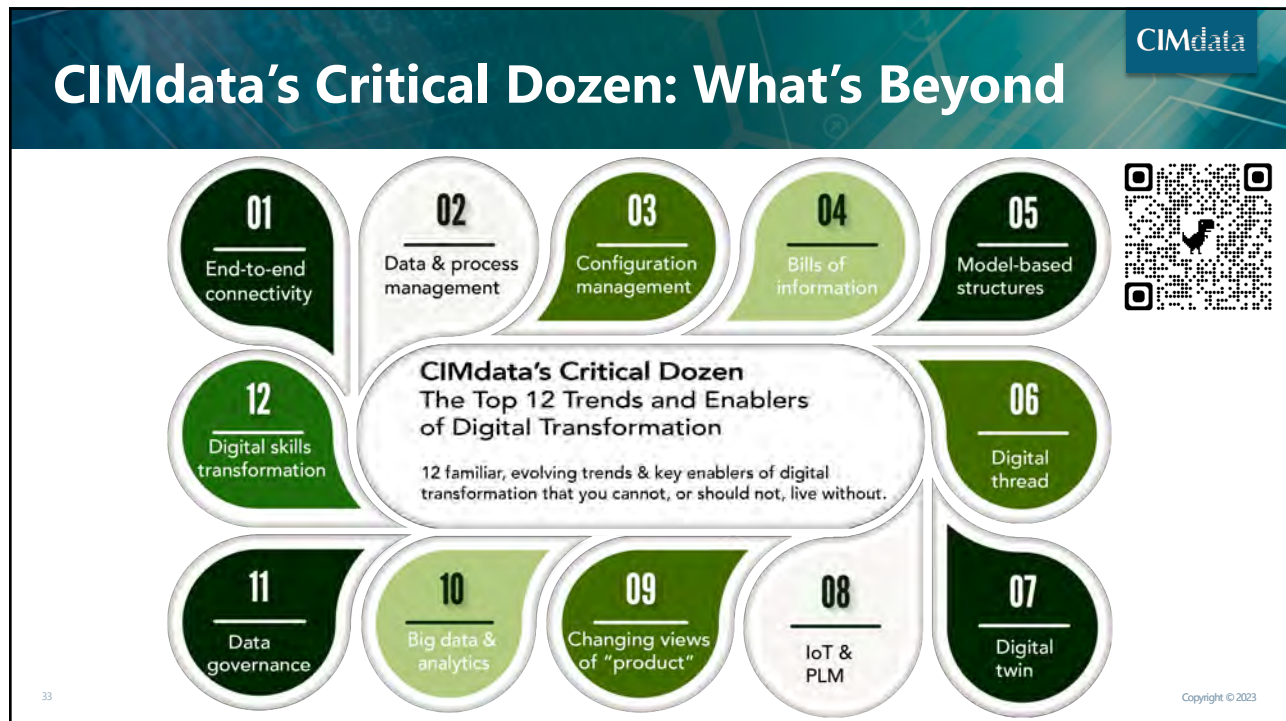 CIMdata
CIMdata’s Critical Dozen: What’s Beyond
01
End-to-end
connectivity
02
Data & process
management
03
Configuration
management
04
Bills of
information
05
Model-based
structures
12
Digital skills
transformation
CIMdata’s Critical Dozen
The Top 12 Trends and Enablers
of Digital Transformation
12 familiar, evolving trends & key enablers of digital
transformation that you cannot, or should not, live without.
06
Digital
thread
11
Data
governance
10
Big data &
analytics
09
Changing views
of “product”
08
IoT &
PLM
07
Digital
twin
33
Copyright © 2023